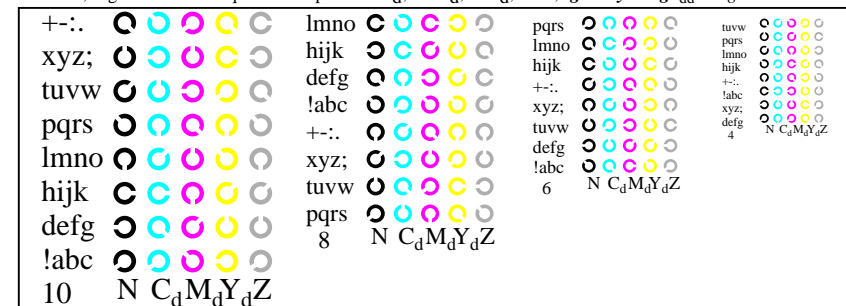 +-:.
xyz;
tuvw
pqrs
lmno
hijk
defg
!abc
10 N CdMdYdZ
lmno
hijk
defg
!abc
+-:.
xyz;
tuvw
pqrs
8 N CdMdYdZ
pqrs
lmno
hijk
+-:.
xyz;
tuvw
defg
!abc
6 N CdMdYdZ
tuvw
pqrs
lmno
hijk
+-:.
!abc
xyz;
defg
4 N CdMdYdZ